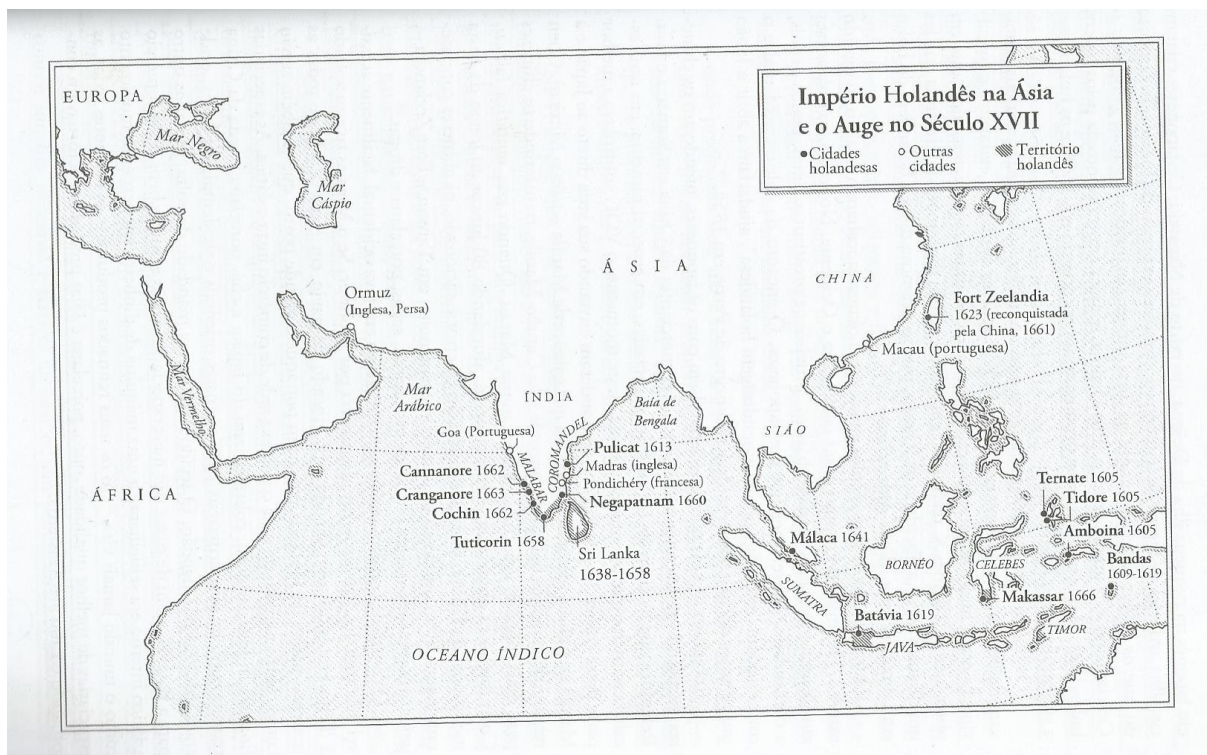 Império Holandês na Ásia
e o Auge no Século XVII
Cidades
holandesas
Outras
cidades
Território
holandês
EUROPA
Mar Negro
Mar
Cáspio
ÁSIA
CHINA
Ormuz
(Inglesa, Persa)
Fort Zeelandia
1623 (reconquistada
pela China, 1661)
Macau (portuguesa)
Mar Vermelho
Mar
Arábico
ÍNDIA
Baía de
Bengala
SIÃO
Goa (Portuguesa)
MALABAR
COROMANDEL
Pulicat 1613
Madras (inglesa)
Pondichéry (francesa)
Negapatnam 1660
Cannanore 1662
Cranganore 1663
Cochin 1662
Tuticorin 1658
Sri Lanka
1638-1658
ÁFRICA
Ternate 1605
Tidore 1605
Amboina 1605
Bandas
1609-1619
Málaca 1641
BORNÉO
CELEBES
SUMATRA
Makassar 1666
Batávia 1619
JAVA
TIMOR
OCEANO ÍNDICO